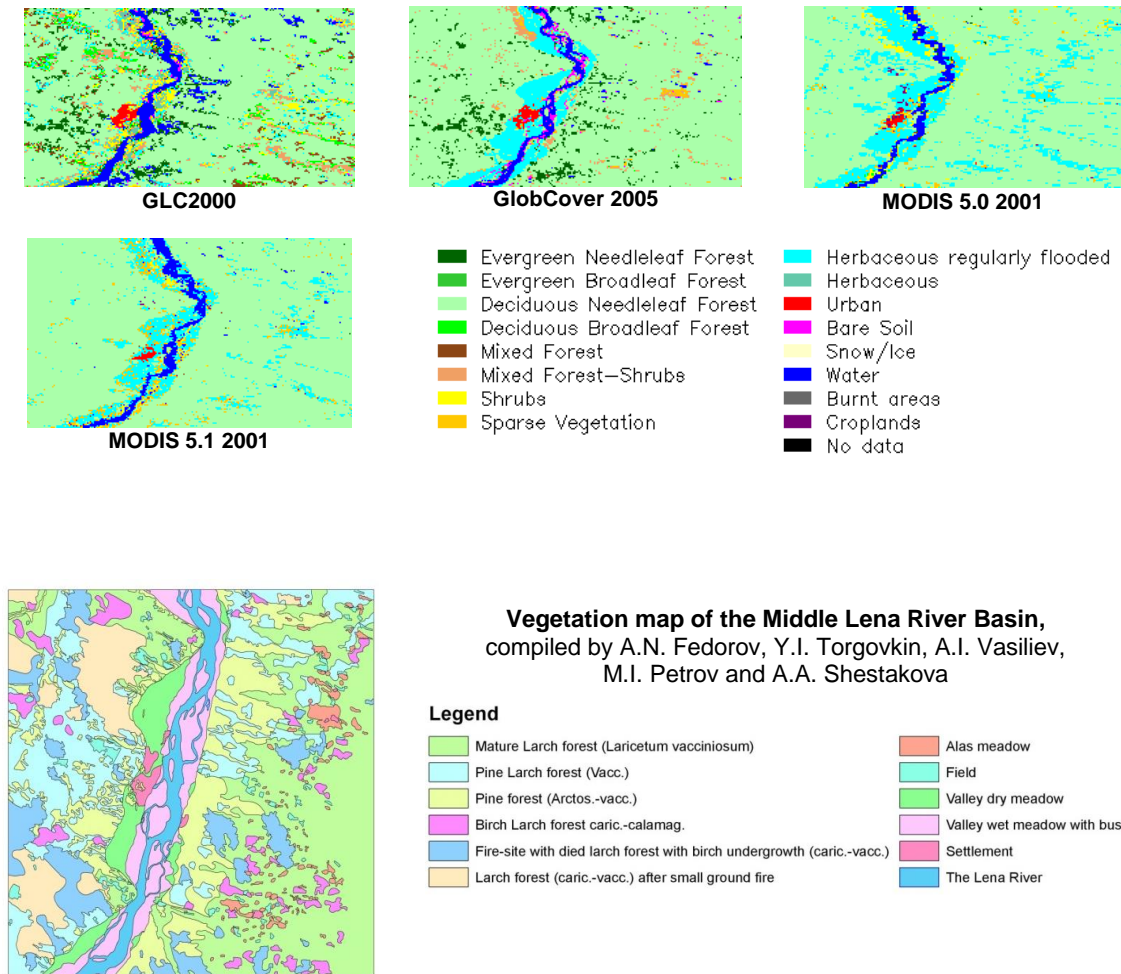 GLC2000
GlobCover 2005
MODIS 5.0 2001
MODIS 5.1 2001
Evergreen Needleleaf Forest
Evergreen Broadleaf Forest
Deciduous Needleleaf Forest
Deciduous Broadleaf Forest
Mixed Forest
Mixed Forest–Shrubs
Shrubs
Sparse Vegetation
Herbaceous regularly flooded
Herbaceous
Urban
Bare Soil
Snow/Ice
Water
Burnt areas
Croplands
No data
Vegetation map of the Middle Lena River Basin,
compiled by A.N. Fedorov, Y.I. Torgovkin, A.I. Vasiliev,
M.I. Petrov and A.A. Shestakova
Legend
Mature Larch forest (Laricetum vacciniosum)
Pine Larch forest (Vacc.)
Pine forest (Arctos.-vacc.)
Birch Larch forest caric.-calamag.
Fire-site with died larch forest with birch undergrowth (caric.-vacc.)
Larch forest (caric.-vacc.) after small ground fire
Alas meadow
Field
Valley dry meadow
Valley wet meadow with bus
Settlement
The Lena River